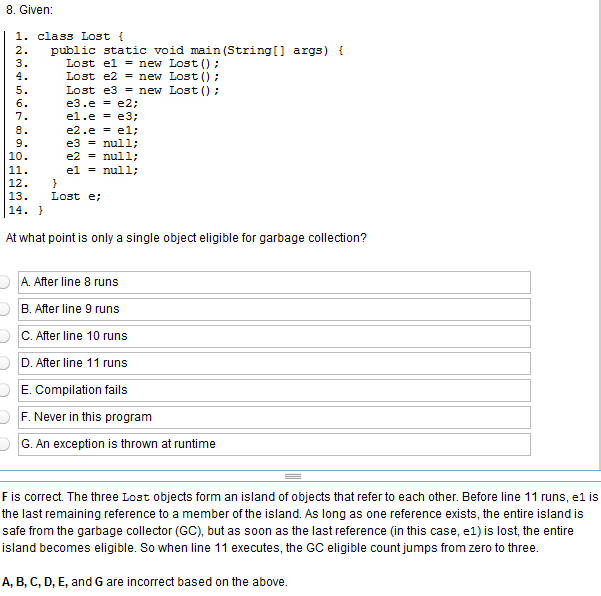 8. Given:
1. class Lost {
2. public static void main(String[] args) {
3. Lost e1 = new Lost();
4. Lost e2 = new Lost();
5. Lost e3 = new Lost();
6. e3.e = e2;
7. e1.e = e3;
8. e2.e = e1;
9. e3 = null;
10. e2 = null;
11. e1 = null;
12. }
13. Lost e;
14. }
At what point is only a single object eligible for garbage collection?
A. After line 8 runs
B. After line 9 runs
C. After line 10 runs
D. After line 11 runs
E. Compilation fails
F. Never in this program
G. An exception is thrown at runtime
F is correct. The three Lost objects form an island of objects that refer to each other. Before line 11 runs, e1 is
the last remaining reference to a member of the island. As long as one reference exists, the entire island is
safe from the garbage collector (GC), but as soon as the last reference (in this case, e1) is lost, the entire
island becomes eligible. So when line 11 executes, the GC eligible count jumps from zero to three.
A, B, C, D, E, and G are incorrect based on the above.